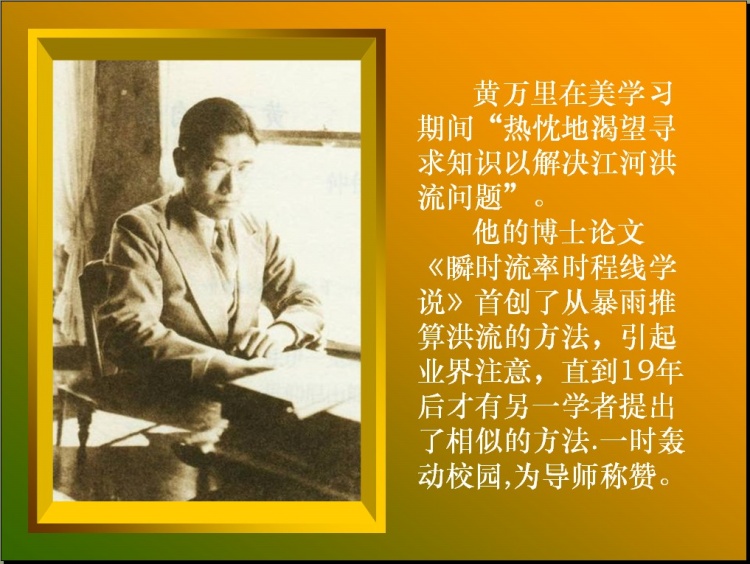 黄万里在美学习
期间“热忱地渴望寻
求知识以解决江河洪
流问题”。
他的博士论文
《瞬时流率时程线学
说》首创了从暴雨推
算洪流的方法，引起
业界注意，直到19年
后才有另一学者提出
了相似的方法.一时轰
动校园,为导师称赞。